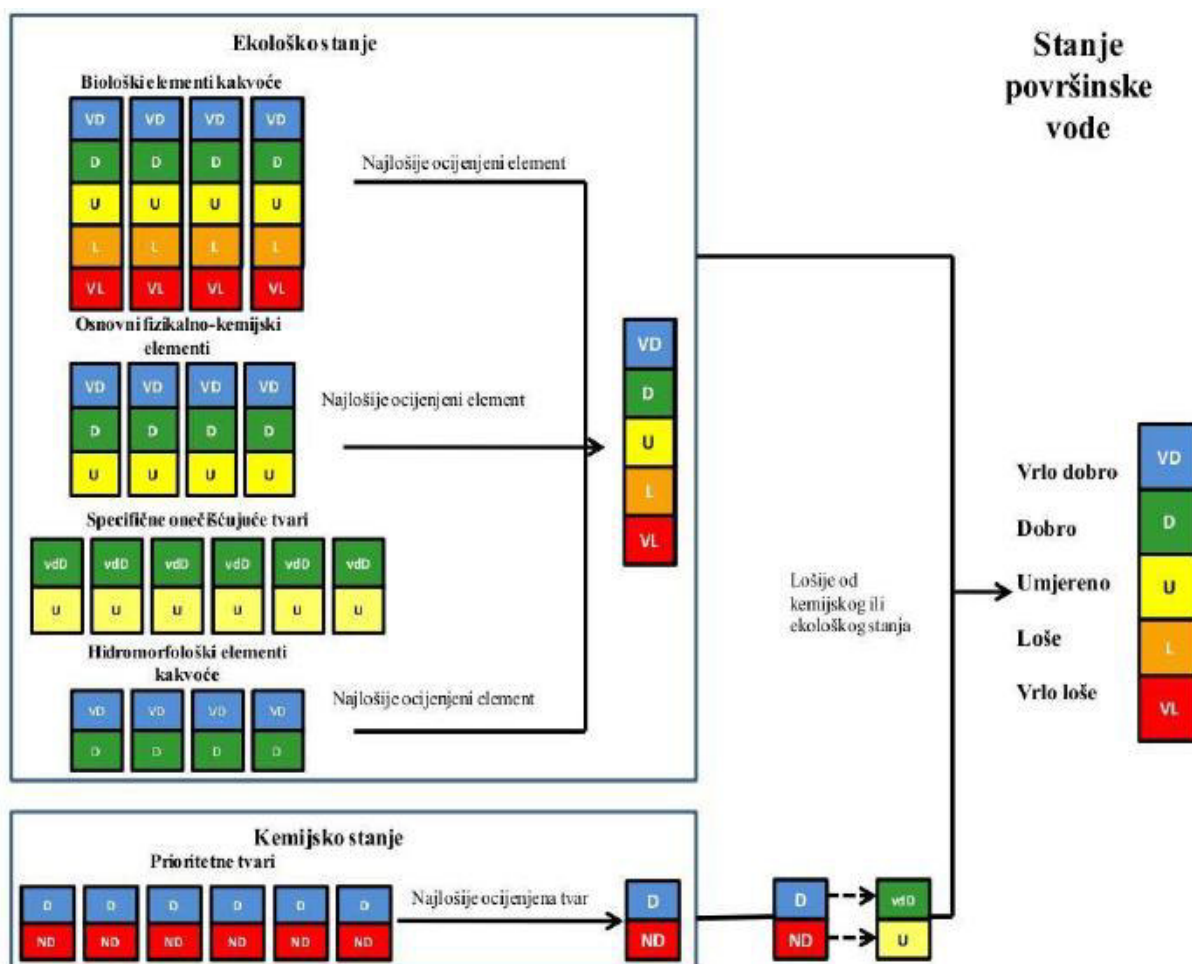 Ekološko stanje
Biološki elementi kakvoće
VD VD VD VD
D D D D
U U U U
L L L L
VL VL VL VL
Najlošije ocijenjeni element
Osnovni fizikalno-kemijski
elementi
VD VD VD VD
D D D D
U U U U
Najlošije ocijenjeni element
Specifične onečišćujuće tvari
vdD vdD vdD vdD vdD vdD
U U U U U U
Hidromorfološki elementi
kakvoće
VD VD VD VD
D D D D
Najlošije ocijenjeni element
VD
D
U
L
VL
Kemijsko stanje
Prioritetne tvari
D D D D D D
ND ND ND ND ND ND
Najlošije ocijenjena tvar
D
ND
D vdD
ND U
Lošije od
kemijskog ili
ekološkog stanja
Stanje
površinske
vode
Vrlo dobro VD
Dobro D
Umjereno U
Loše L
Vrlo loše VL